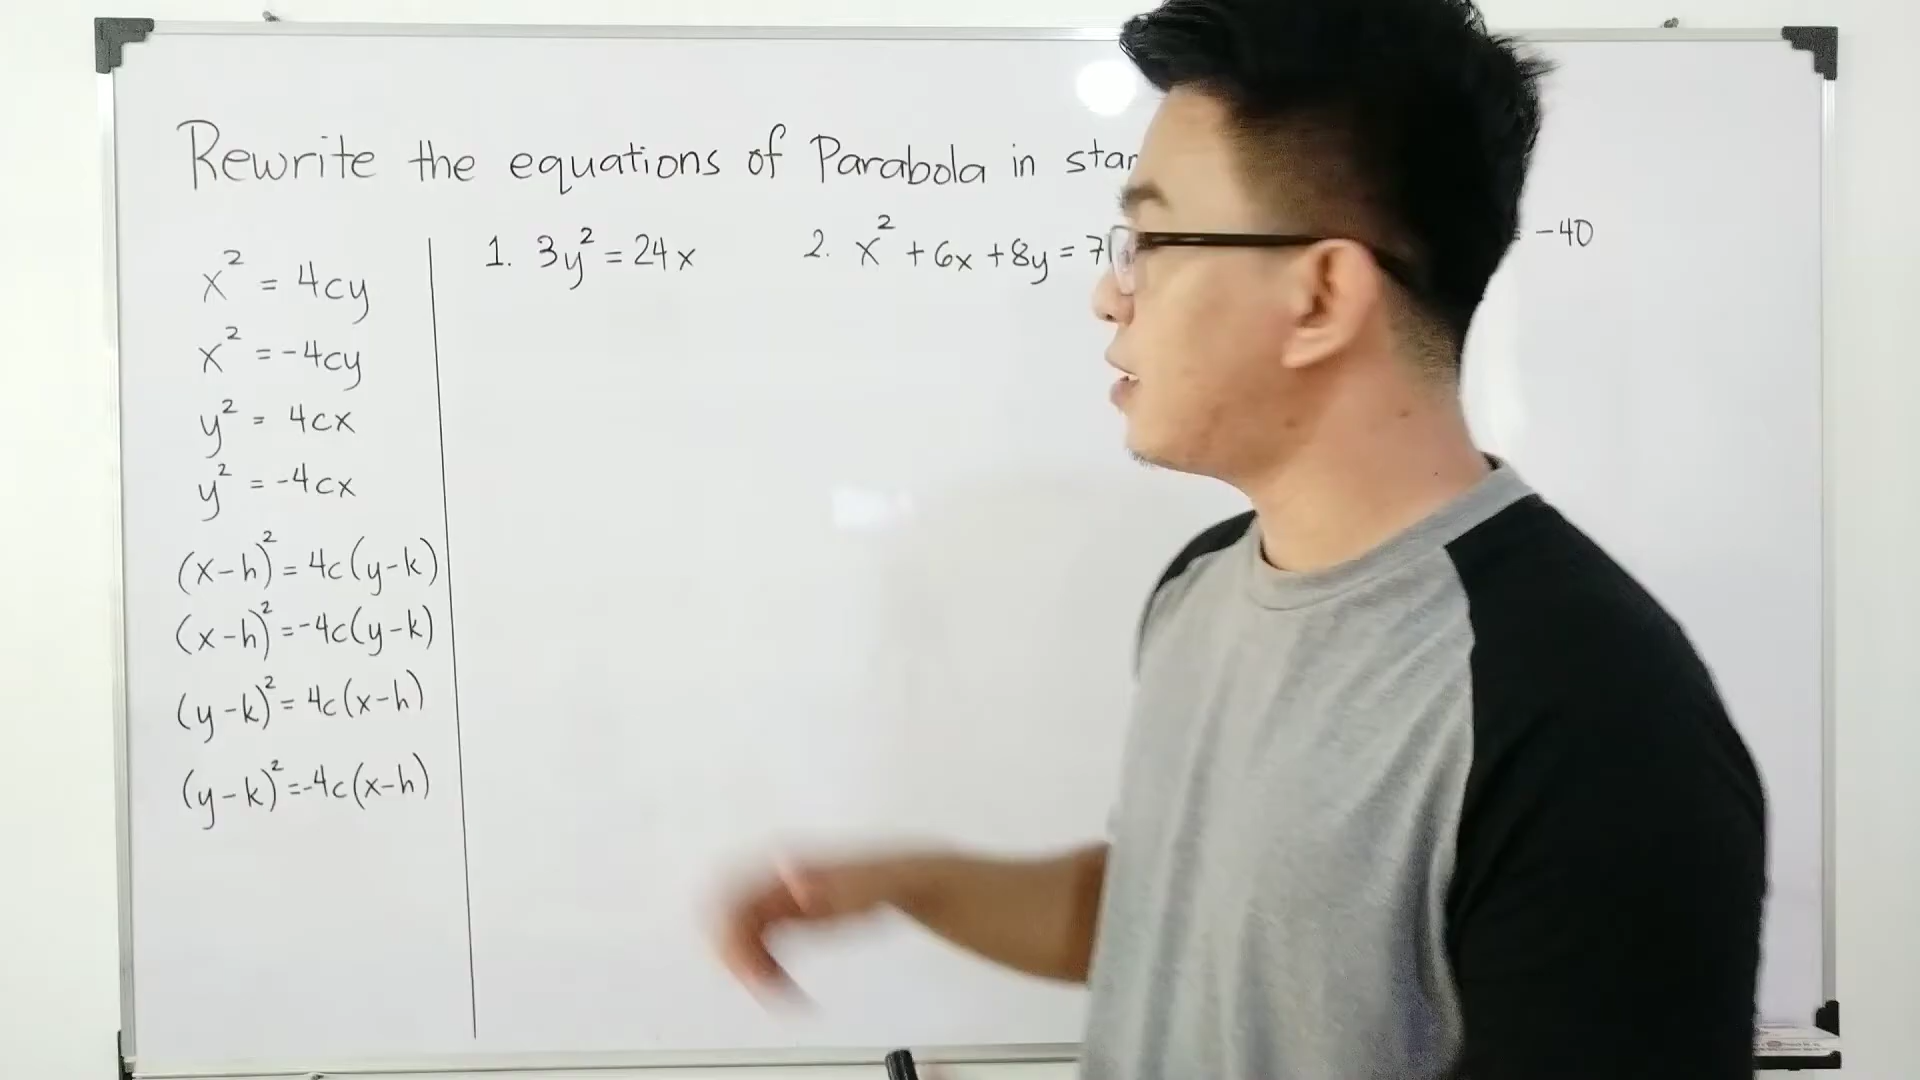 Rewrite the equations of Parabola in
1. 3y² = 24x
2. x² + 6x + 8y = 7
= -40
x² = 4cy
x² = -4cy
y² = 4cx
y² = -4cx
(x-h)² = 4c(y-k)
(x-h)² = -4c(y-k)
(y-k)² = 4c(x-h)
(y-k)² = -4c(x-h)